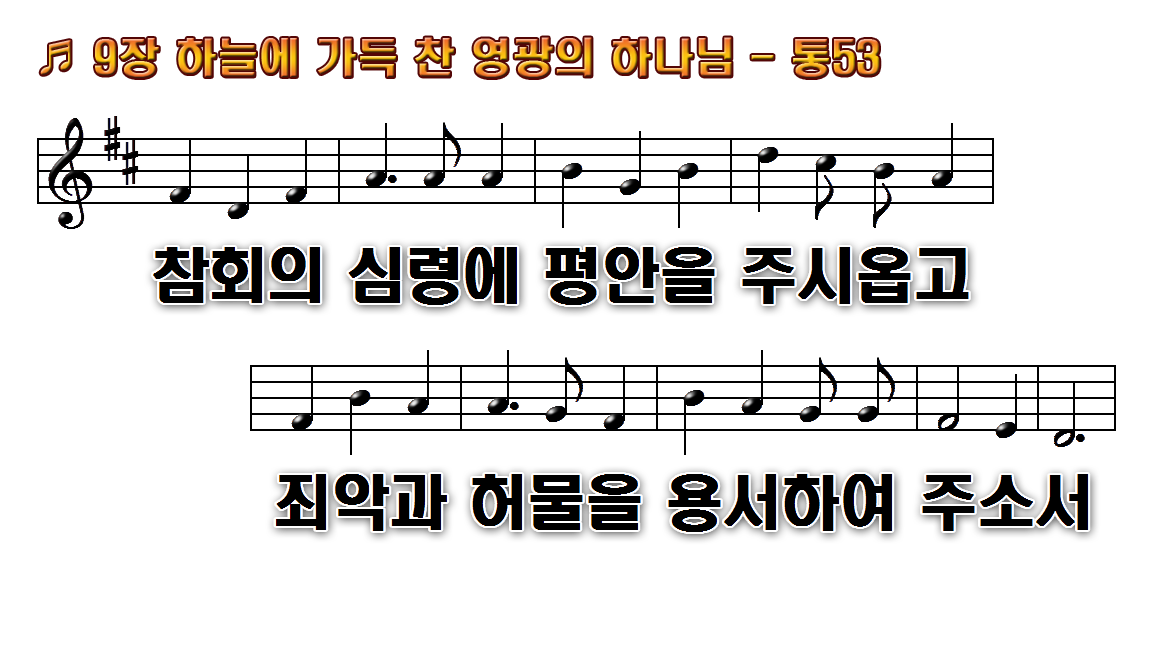 ♬ 9장 하늘에 가득 찬 영광의 하나님 - 통53
참회의 심령에 평안을 주시옵고
죄악과 허물을 용서하여 주소서